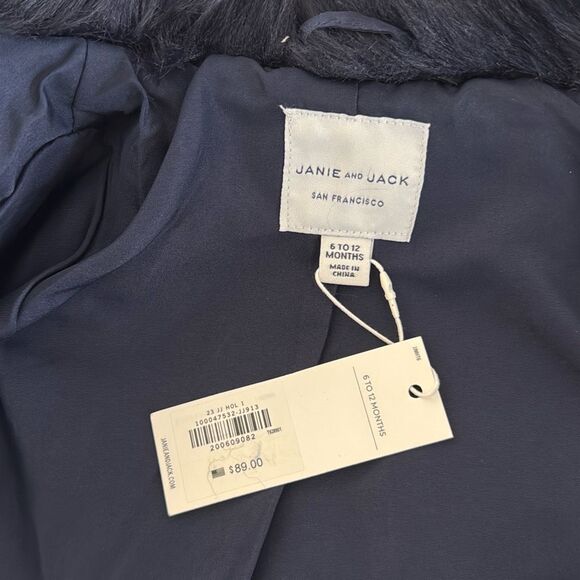 JANIE AND JACK
SAN FRANCISCO
6 TO 12
MONTHS
MADE IN
CHINA
23 JJ HOL 1
100047532-JJ913
200609082
$89.00
6 TO 12 MONTHS
JANIEANDJACK.COM